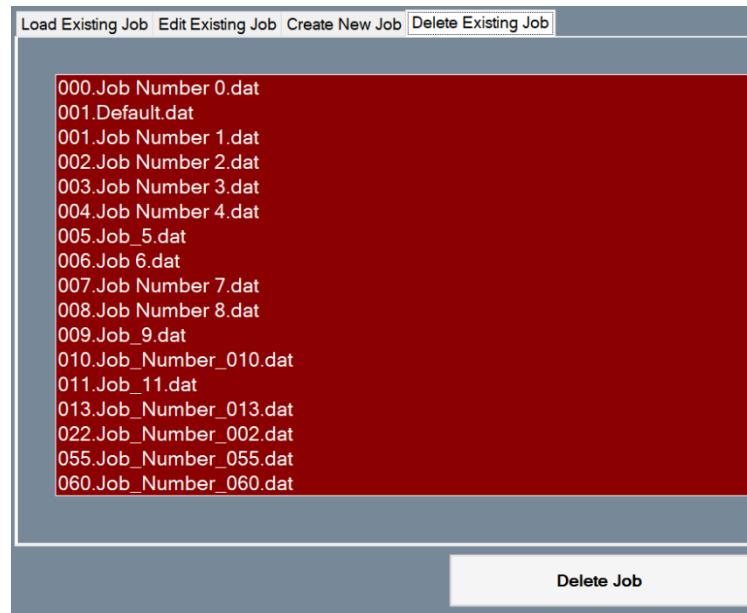 Load Existing Job Edit Existing Job Create New Job Delete Existing Job
000.Job Number 0.dat
001.Default.dat
001.Job Number 1.dat
002.Job Number 2.dat
003.Job Number 3.dat
004.Job Number 4.dat
005.Job_5.dat
006.Job 6.dat
007.Job Number 7.dat
008.Job Number 8.dat
009.Job_9.dat
010.Job_Number_010.dat
011.Job_11.dat
013.Job_Number_013.dat
022.Job_Number_002.dat
055.Job_Number_055.dat
060.Job_Number_060.dat
Delete Job